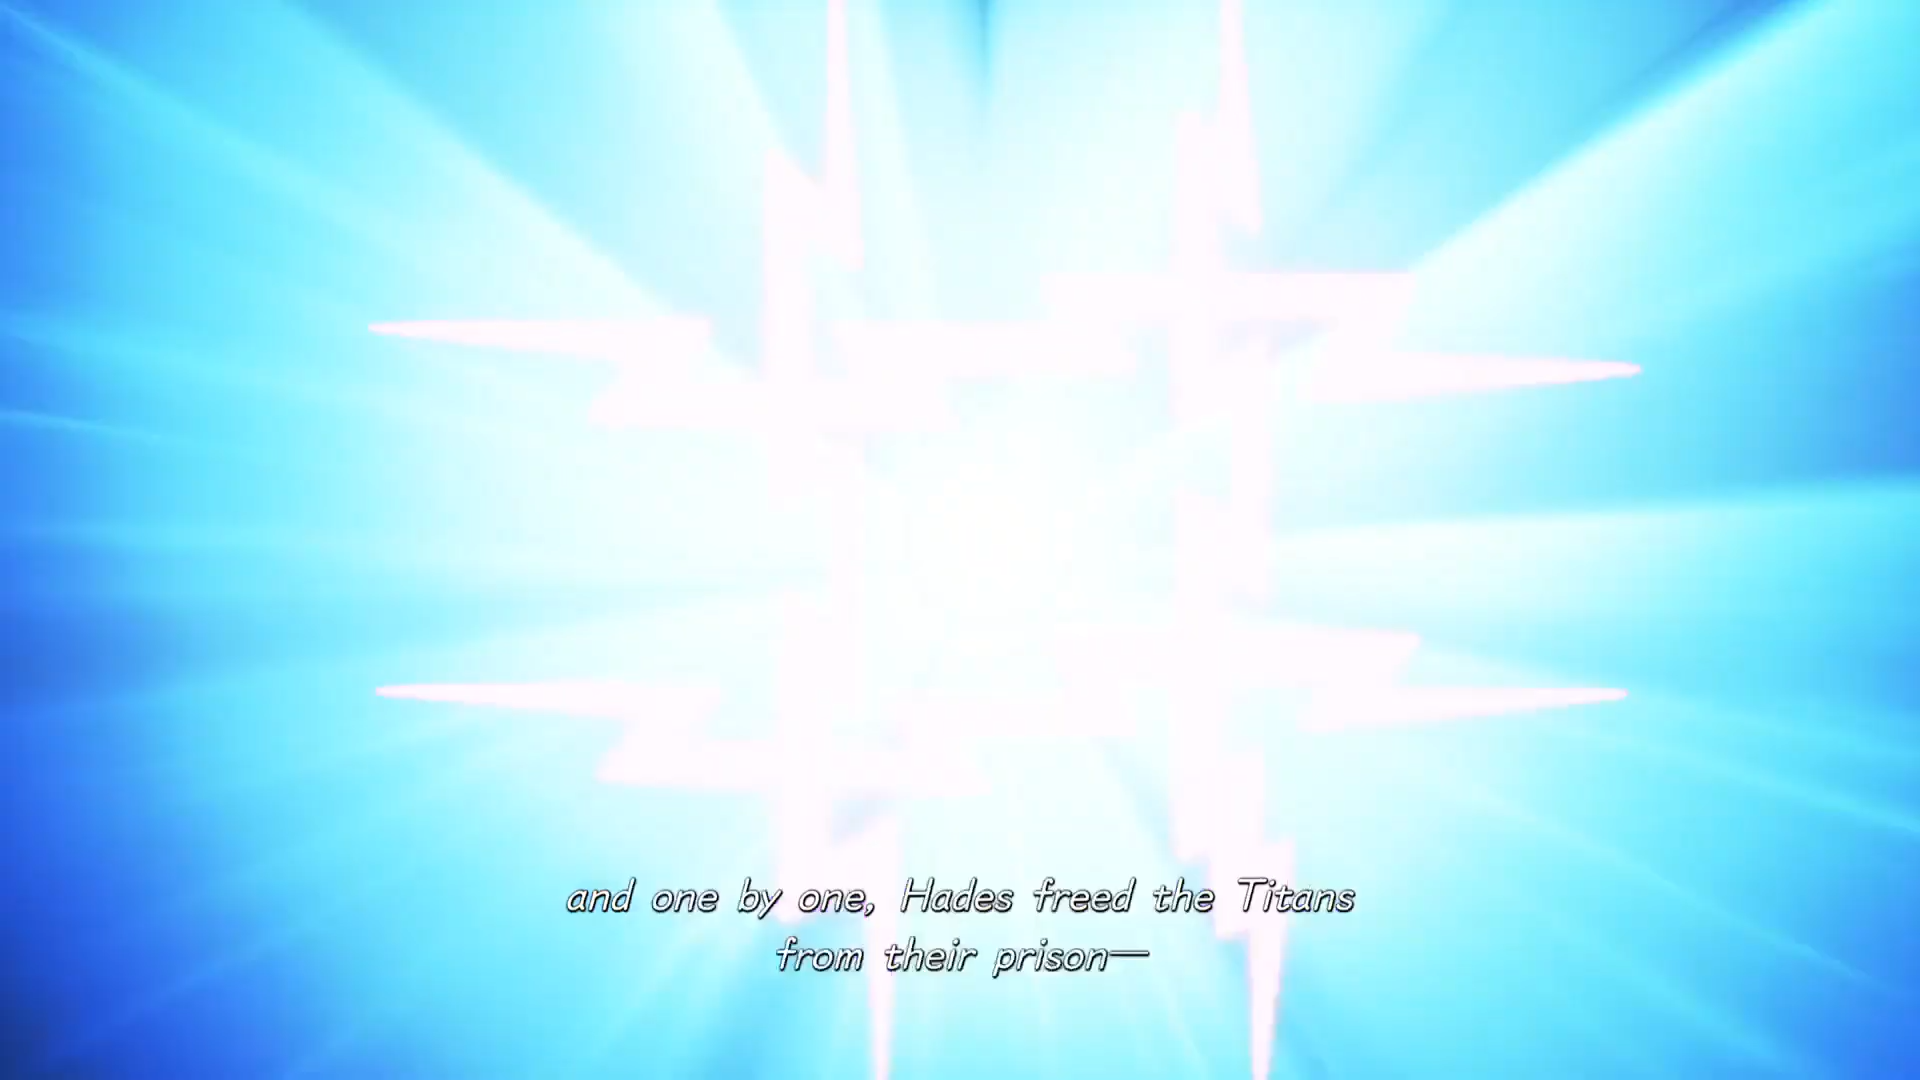 and one by one, Hades freed the Titans
from their prison—